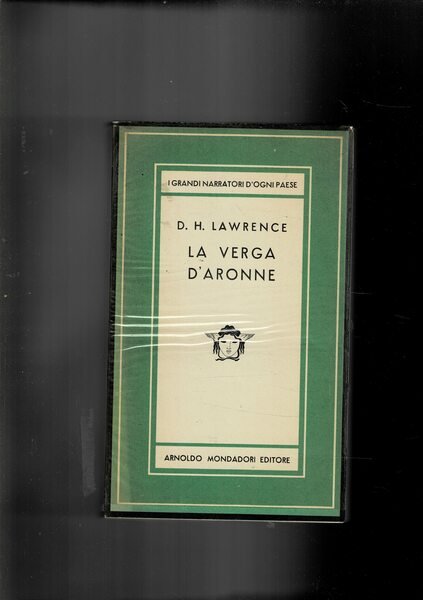 I GRANDI NARRATORI D'OGNI PAESE
D. H. LAWRENCE
LA VERGA
D'ARONNE
ARNOLDO MONDADORI EDITORE